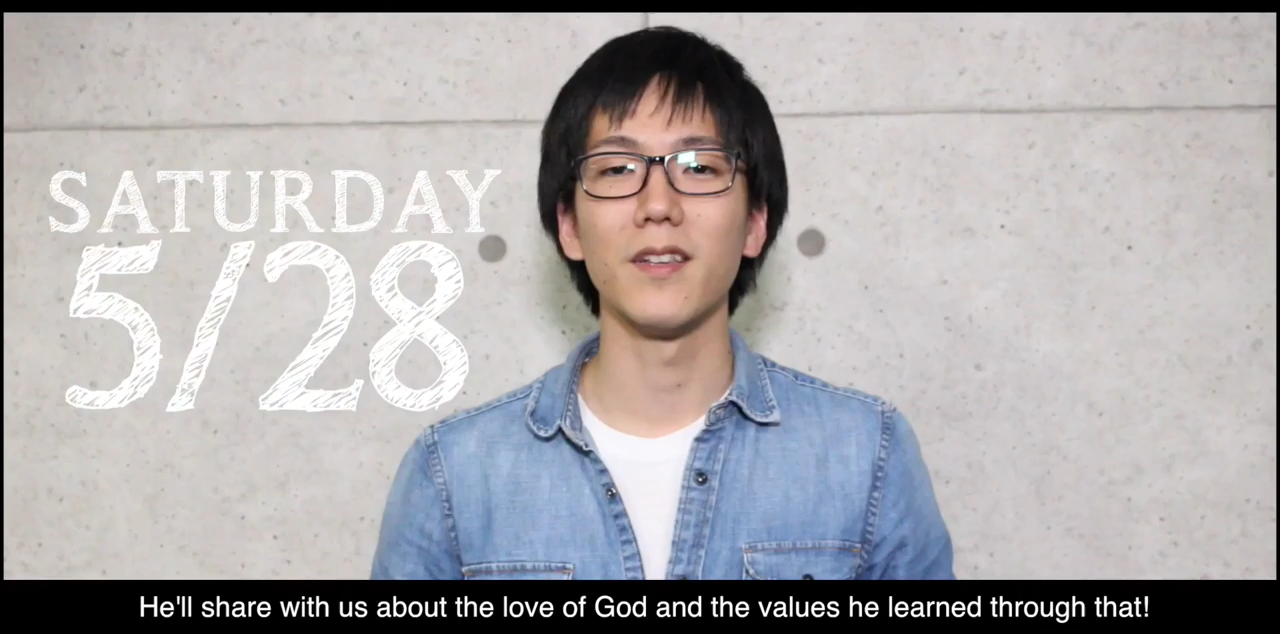 SATURDAY
5/28
He'll share with us about the love of God and the values he learned through that!